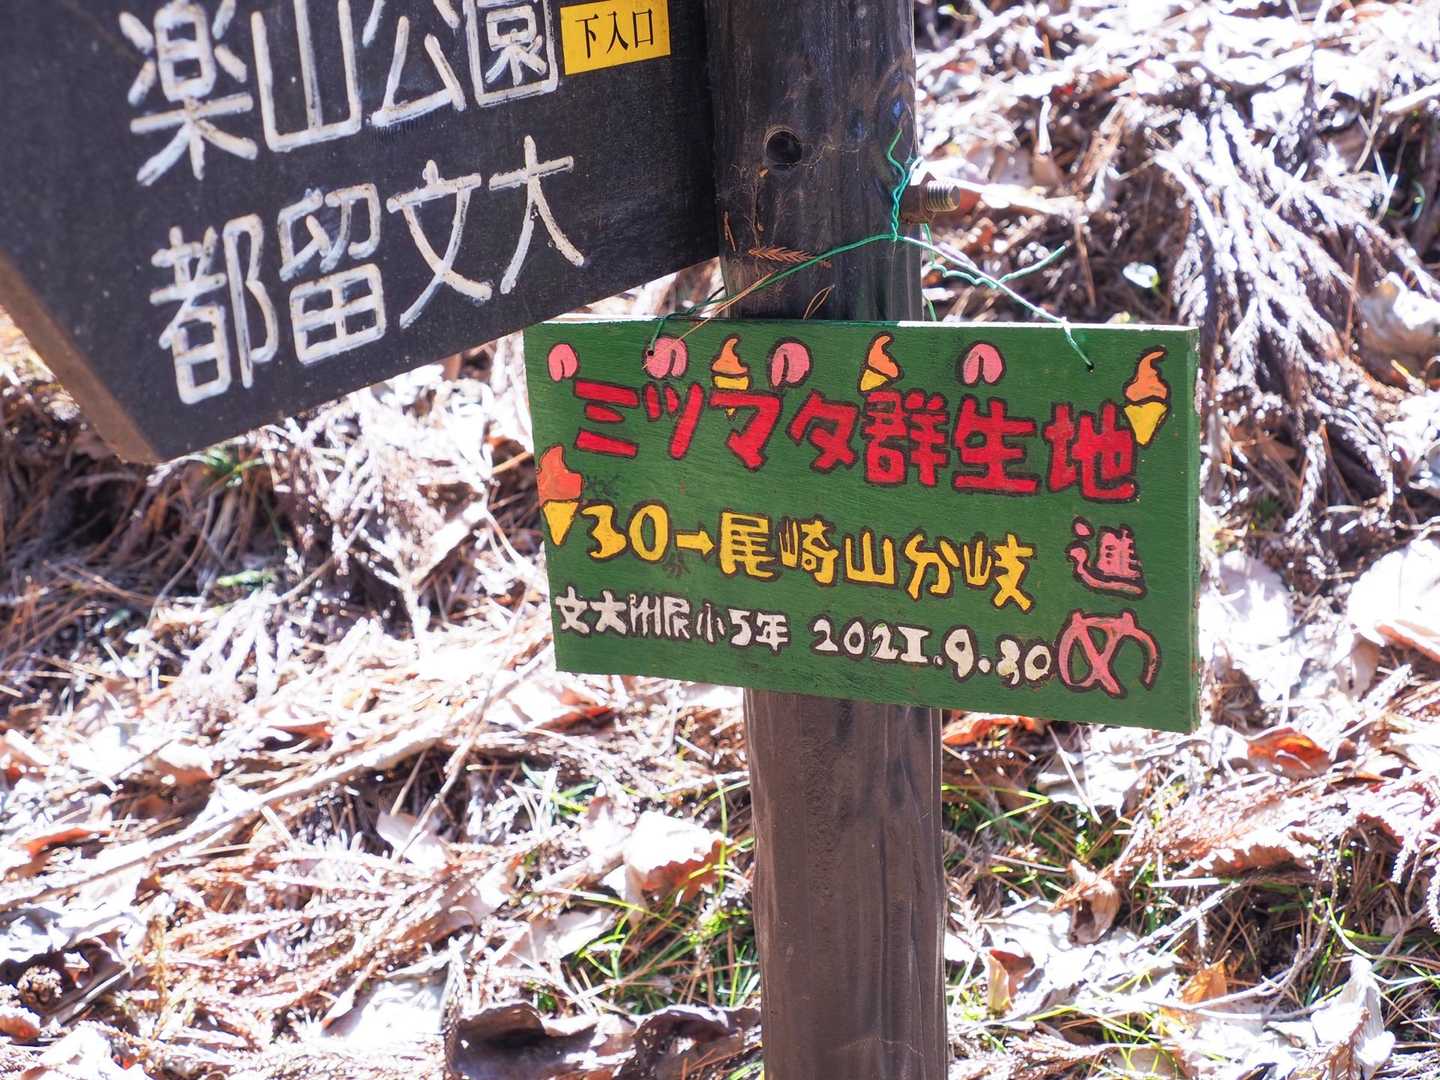 楽山公園
下入口
都留文大
ミツマタ群生地
30→尾崎山分岐
進め
文大附属小5年 2021.9.30